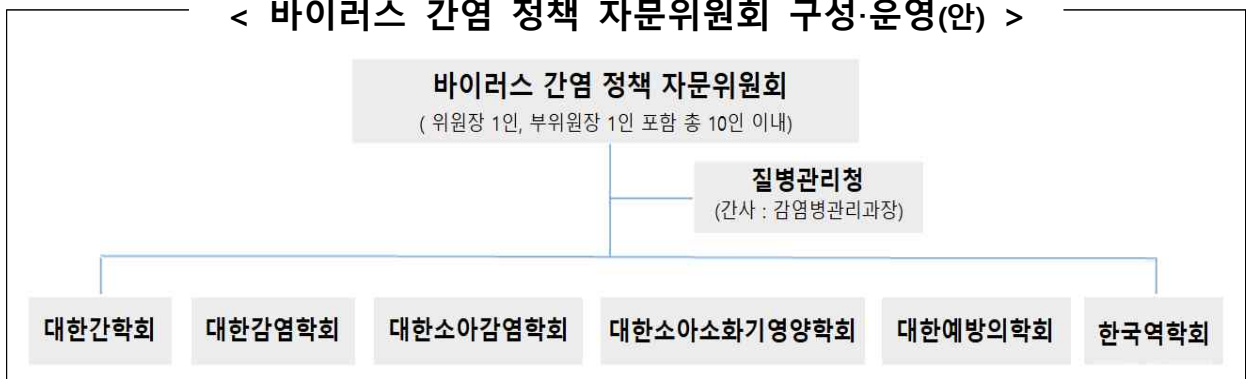 < 바이러스 간염 정책 자문위원회 구성·운영(안) >
바이러스 간염 정책 자문위원회
( 위원장 1인, 부위원장 1인 포함 총 10인 이내)
질병관리청
(간사 : 감염병관리과장)
대한간학회 대한감염학회 대한소아감염학회 대한소아소화기영양학회 대한예방의학회 한국역학회